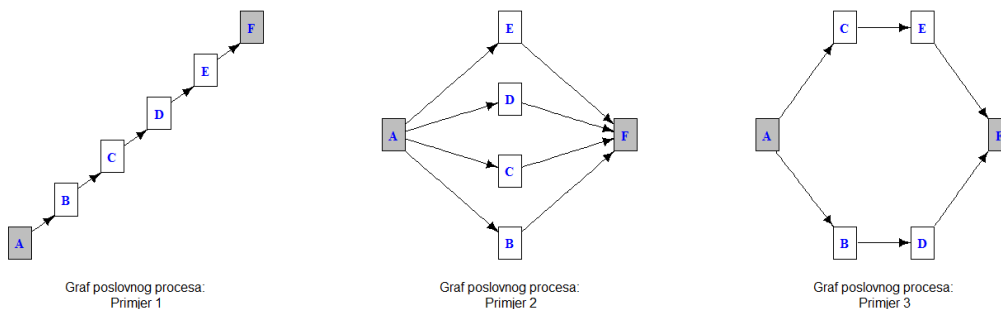 F
E
D
C
B
A
Graf poslovnog procesa:
Primjer 1
E
D
A
F
C
B
Graf poslovnog procesa:
Primjer 2
C
E
A
F
B
D
Graf poslovnog procesa:
Primjer 3